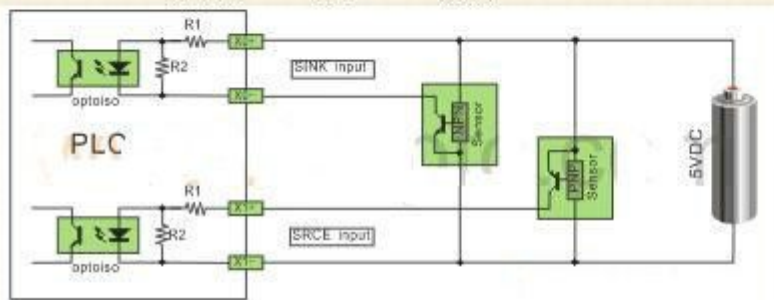 R1
X0+
SINK input
R2
X0-
optoiso
NPN
Sensor
PLC
5VDC
PNP
Sensor
R1
X1+
R2
SRCE input
X1-
optoiso